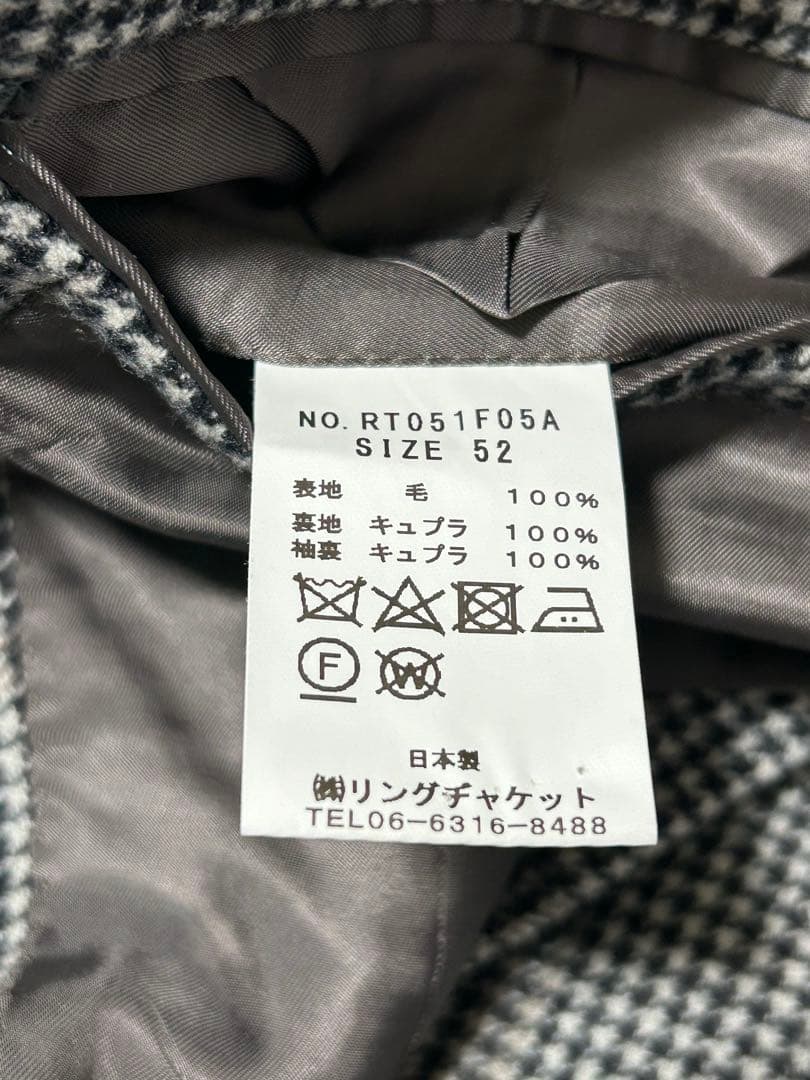 NO. RT051F05A
SIZE 52
表地 毛 100%
裏地 キュプラ 100%
袖裏 キュプラ 100%
F W
日本製
㈱リングヂャケット
TEL06-6316-8488